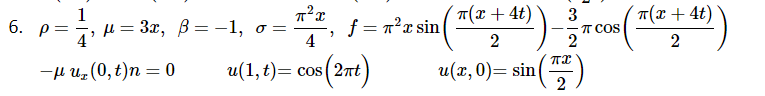 6. ρ = 1/4, μ = 3x, β = −1, σ = π²x/4, f = π²x sin(π(x + 4t)/2) − 3/2 π cos(π(x + 4t)/2)
−μ uₓ(0, t)n = 0 u(1, t) = cos(2πt) u(x, 0) = sin(πx/2)